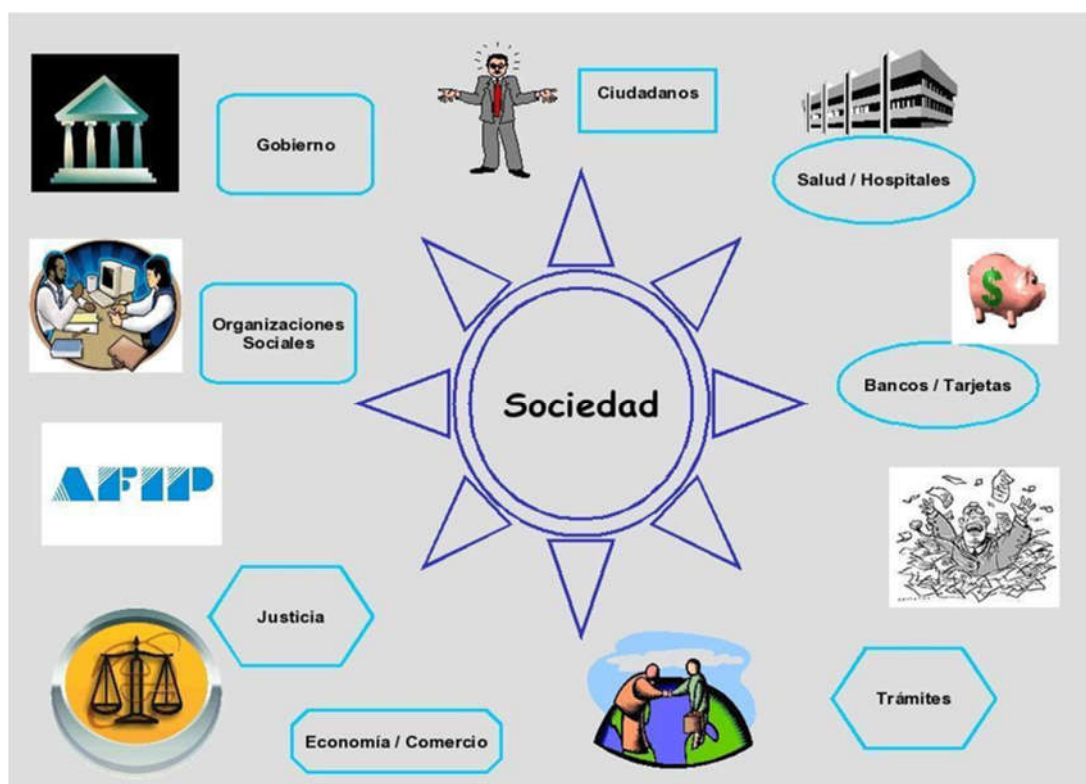 Ciudadanos
Gobierno
Salud / Hospitales
$
Organizaciones
Sociales
Bancos / Tarjetas
Sociedad
AFIP
Justicia
Trámites
Economía / Comercio